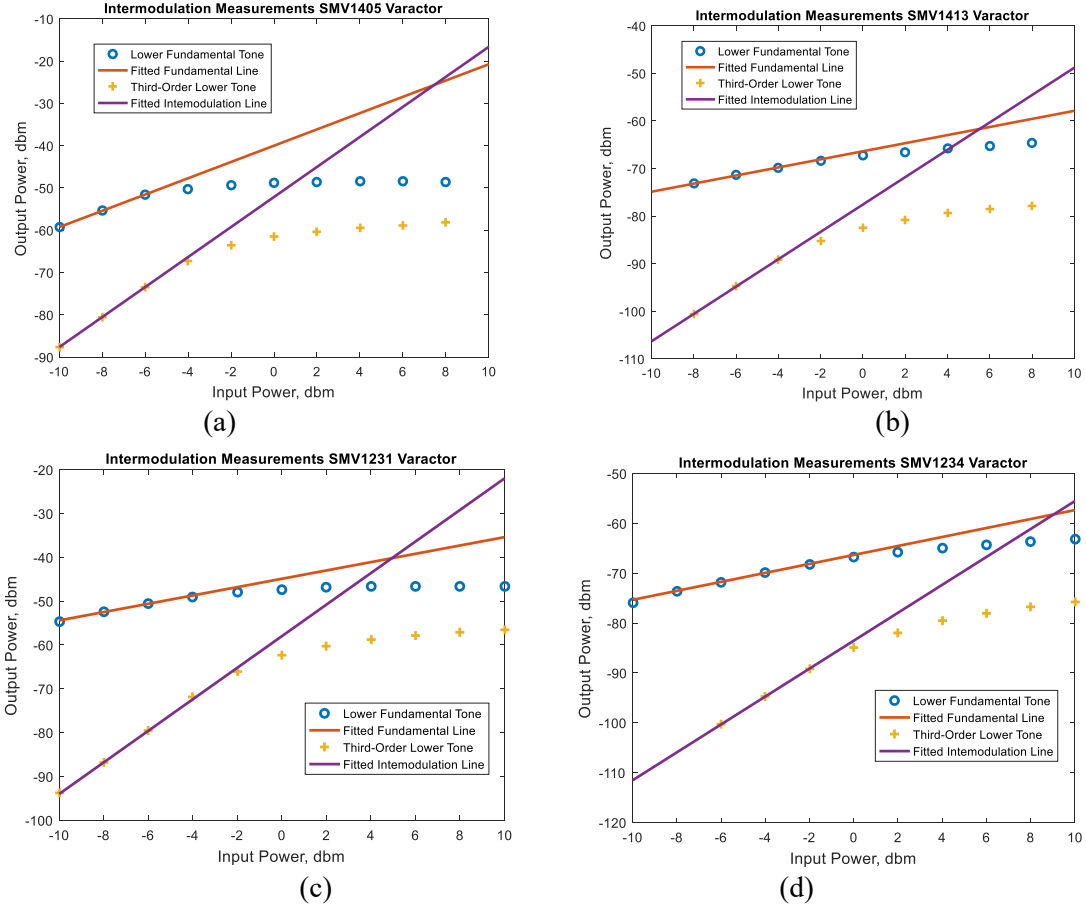 Intermodulation Measurements SMV1405 Varactor
-10
-20
-30
-40
-50
-60
-70
-80
-90
Output Power, dbm
Lower Fundamental Tone
Fitted Fundamental Line
Third-Order Lower Tone
Fitted Intemodulation Line
-10 -8 -6 -4 -2 0 2 4 6 8 10
Input Power, dbm
(a)
Intermodulation Measurements SMV1413 Varactor
-40
-50
-60
-70
-80
-90
-100
-110
Output Power, dbm
Lower Fundamental Tone
Fitted Fundamental Line
Third-Order Lower Tone
Fitted Intemodulation Line
-10 -8 -6 -4 -2 0 2 4 6 8 10
Input Power, dbm
(b)
Intermodulation Measurements SMV1231 Varactor
-20
-30
-40
-50
-60
-70
-80
-90
-100
Output Power, dbm
Lower Fundamental Tone
Fitted Fundamental Line
Third-Order Lower Tone
Fitted Intemodulation Line
-10 -8 -6 -4 -2 0 2 4 6 8 10
Input Power, dbm
(c)
Intermodulation Measurements SMV1234 Varactor
-50
-60
-70
-80
-90
-100
-110
-120
Output Power, dbm
Lower Fundamental Tone
Fitted Fundamental Line
Third-Order Lower Tone
Fitted Intemodulation Line
-10 -8 -6 -4 -2 0 2 4 6 8 10
Input Power, dbm
(d)